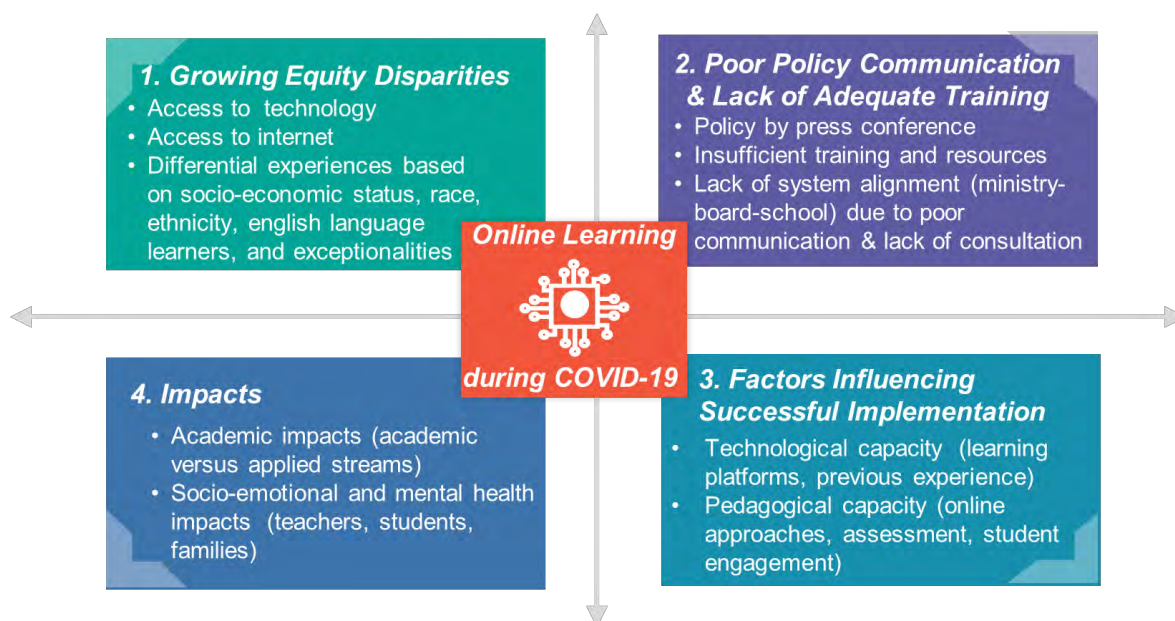 1. Growing Equity Disparities
• Access to technology
• Access to internet
• Differential experiences based
on socio-economic status, race,
ethnicity, english language
learners, and exceptionalities
2. Poor Policy Communication
& Lack of Adequate Training
• Policy by press conference
• Insufficient training and resources
• Lack of system alignment (ministry-
board-school) due to poor
communication & lack of consultation
Online Learning
during COVID-19
4. Impacts
• Academic impacts (academic
versus applied streams)
• Socio-emotional and mental health
impacts (teachers, students,
families)
3. Factors Influencing
Successful Implementation
• Technological capacity (learning
platforms, previous experience)
• Pedagogical capacity (online
approaches, assessment, student
engagement)